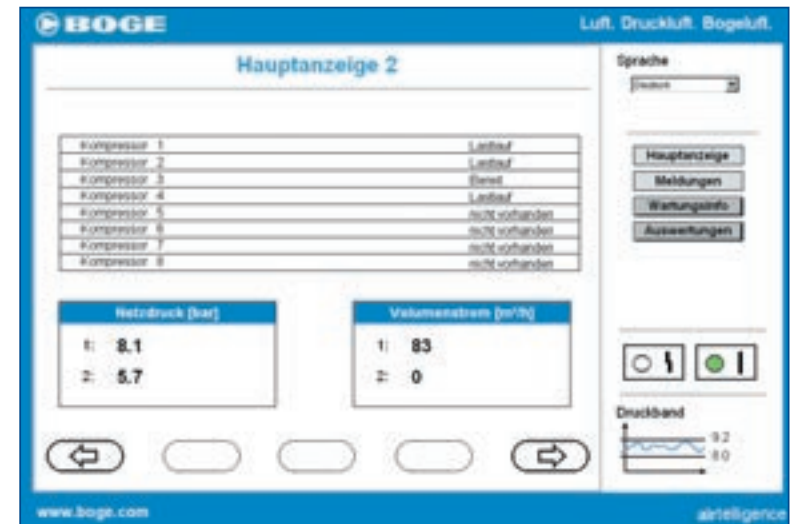 BOGE
Luft. Druckluft. Bogeluft.
Hauptanzeige 2
Sprache
Deutsch
Kompressor 1 Lastlauf
Kompressor 2 Lastlauf
Kompressor 3 Bereit
Kompressor 4 Lastlauf
Kompressor 5 nicht vorhanden
Kompressor 6 nicht vorhanden
Kompressor 7 nicht vorhanden
Kompressor 8 nicht vorhanden
Hauptanzeige
Meldungen
Wartungsinfo
Auswertungen
Netzdruck [bar]
1: 8.1
2: 5.7
Volumenstrom [m³/h]
1: 83
2: 0
Druckband
9.2
8.0
www.boge.com
airtelligence